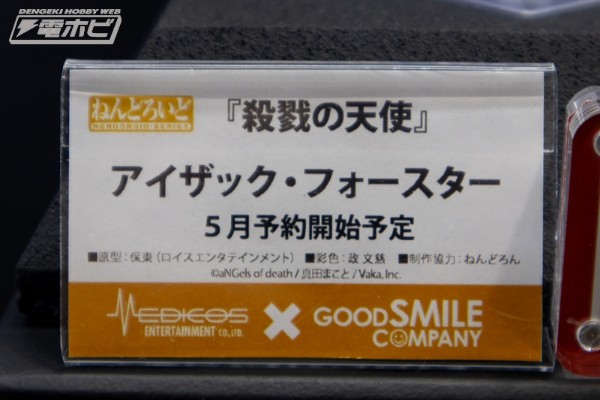 DENGEKI HOBBY WEB
電ホビ
ねんどろいど
NENDOROID・SERIES
『殺戮の天使』
アイザック・フォースター
5月予約開始予定
■原型：保東（ロイスエンタテインメント） ■彩色：政 文慈 ■制作協力：ねんどろん
©aNGels of death / 真田まこと / Vaka, Inc.
MEDICOS ENTERTAINMENT CO.,LTD. × GOOD SMILE COMPANY